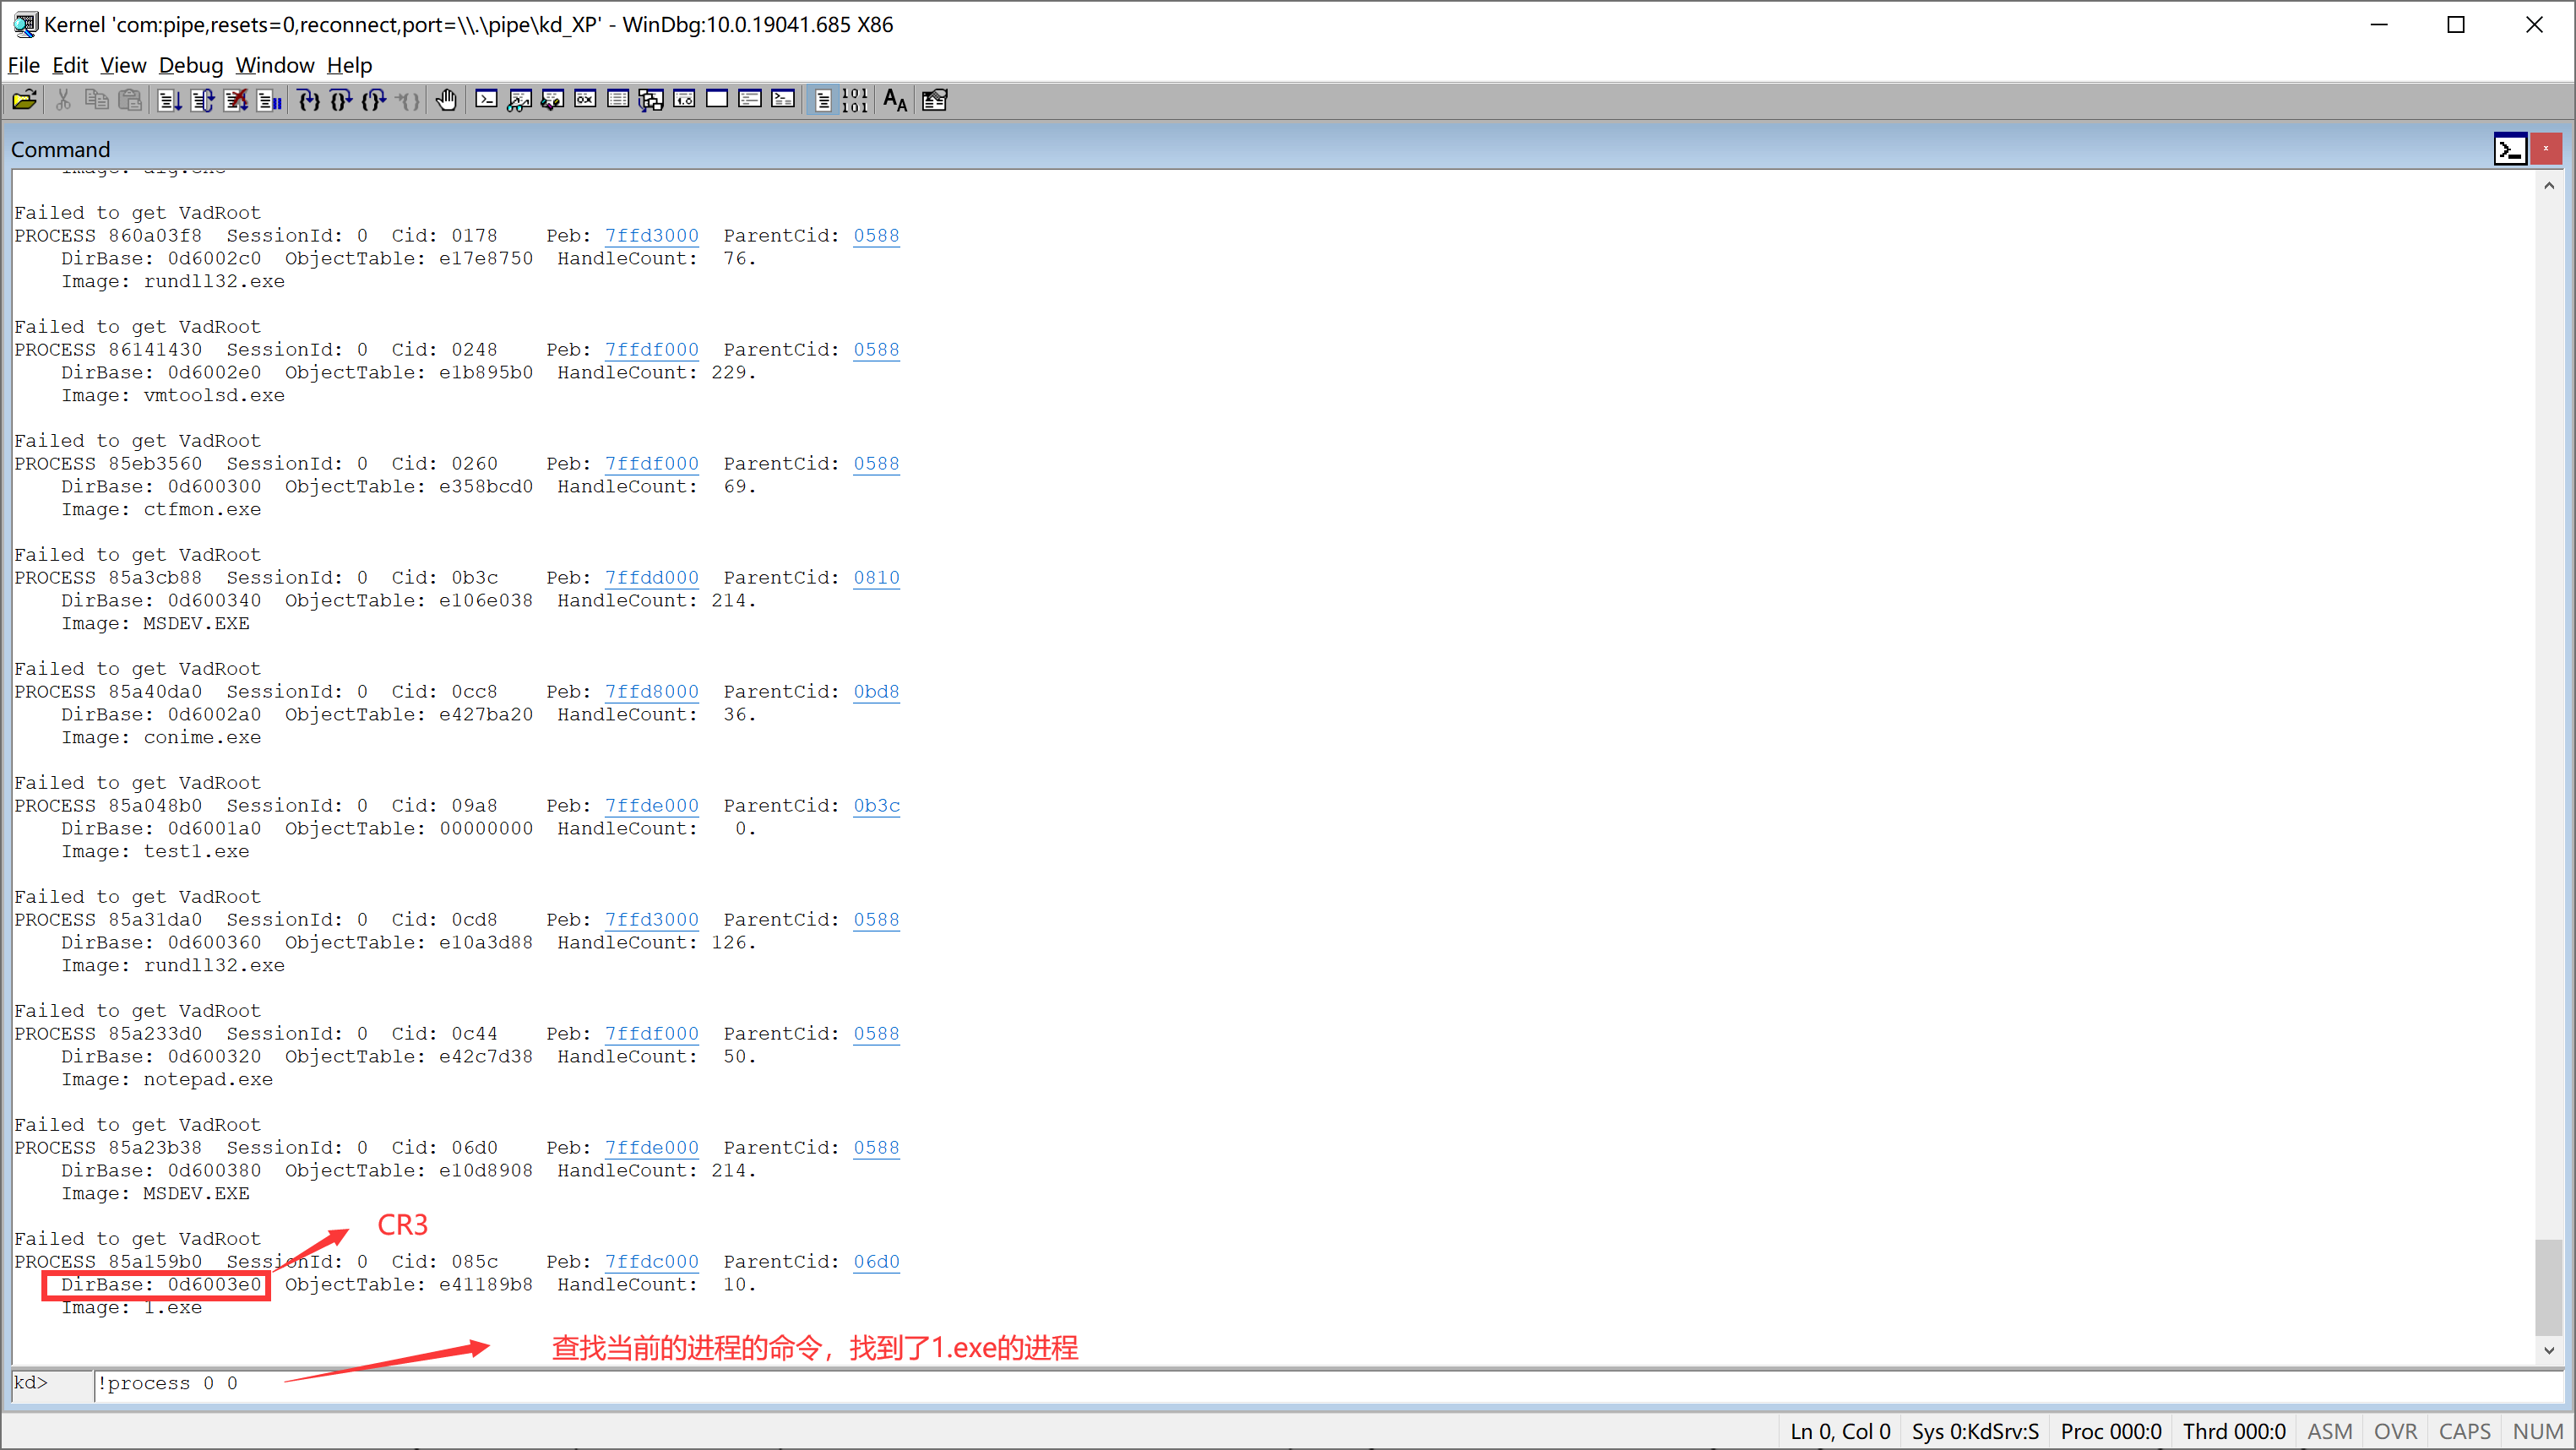 Kernel 'com:pipe,resets=0,reconnect,port=\\.\pipe\kd_XP' - WinDbg:10.0.19041.685 X86
File Edit View Debug Window Help
Command
Failed to get VadRoot
PROCESS 860a03f8  SessionId: 0  Cid: 0178    Peb: 7ffd3000  ParentCid: 0588
    DirBase: 0d6002c0  ObjectTable: e17e8750  HandleCount:  76.
    Image: rundll32.exe
Failed to get VadRoot
PROCESS 86141430  SessionId: 0  Cid: 0248    Peb: 7ffdf000  ParentCid: 0588
    DirBase: 0d6002e0  ObjectTable: e1b895b0  HandleCount: 229.
    Image: vmtoolsd.exe
Failed to get VadRoot
PROCESS 85eb3560  SessionId: 0  Cid: 0260    Peb: 7ffdf000  ParentCid: 0588
    DirBase: 0d600300  ObjectTable: e358bcd0  HandleCount:  69.
    Image: ctfmon.exe
Failed to get VadRoot
PROCESS 85a3cb88  SessionId: 0  Cid: 0b3c    Peb: 7ffdd000  ParentCid: 0810
    DirBase: 0d600340  ObjectTable: e106e038  HandleCount: 214.
    Image: MSDEV.EXE
Failed to get VadRoot
PROCESS 85a40da0  SessionId: 0  Cid: 0cc8    Peb: 7ffd8000  ParentCid: 0bd8
    DirBase: 0d6002a0  ObjectTable: e427ba20  HandleCount:  36.
    Image: conime.exe
Failed to get VadRoot
PROCESS 85a048b0  SessionId: 0  Cid: 09a8    Peb: 7ffde000  ParentCid: 0b3c
    DirBase: 0d6001a0  ObjectTable: 00000000  HandleCount:   0.
    Image: test1.exe
Failed to get VadRoot
PROCESS 85a31da0  SessionId: 0  Cid: 0cd8    Peb: 7ffd3000  ParentCid: 0588
    DirBase: 0d600360  ObjectTable: e10a3d88  HandleCount: 126.
    Image: rundll32.exe
Failed to get VadRoot
PROCESS 85a233d0  SessionId: 0  Cid: 0c44    Peb: 7ffdf000  ParentCid: 0588
    DirBase: 0d600320  ObjectTable: e42c7d38  HandleCount:  50.
    Image: notepad.exe
Failed to get VadRoot
PROCESS 85a23b38  SessionId: 0  Cid: 06d0    Peb: 7ffde000  ParentCid: 0588
    DirBase: 0d600380  ObjectTable: e10d8908  HandleCount: 214.
    Image: MSDEV.EXE
CR3
Failed to get VadRoot
PROCESS 85a159b0  SessionId: 0  Cid: 085c    Peb: 7ffdc000  ParentCid: 06d0
    DirBase: 0d6003e0  ObjectTable: e41189b8  HandleCount:  10.
    Image: 1.exe
查找当前的进程的命令，找到了1.exe的进程
kd> !process 0 0
Ln 0, Col 0 Sys 0:KdSrv:S Proc 000:0 Thrd 000:0 ASM OVR CAPS NUM